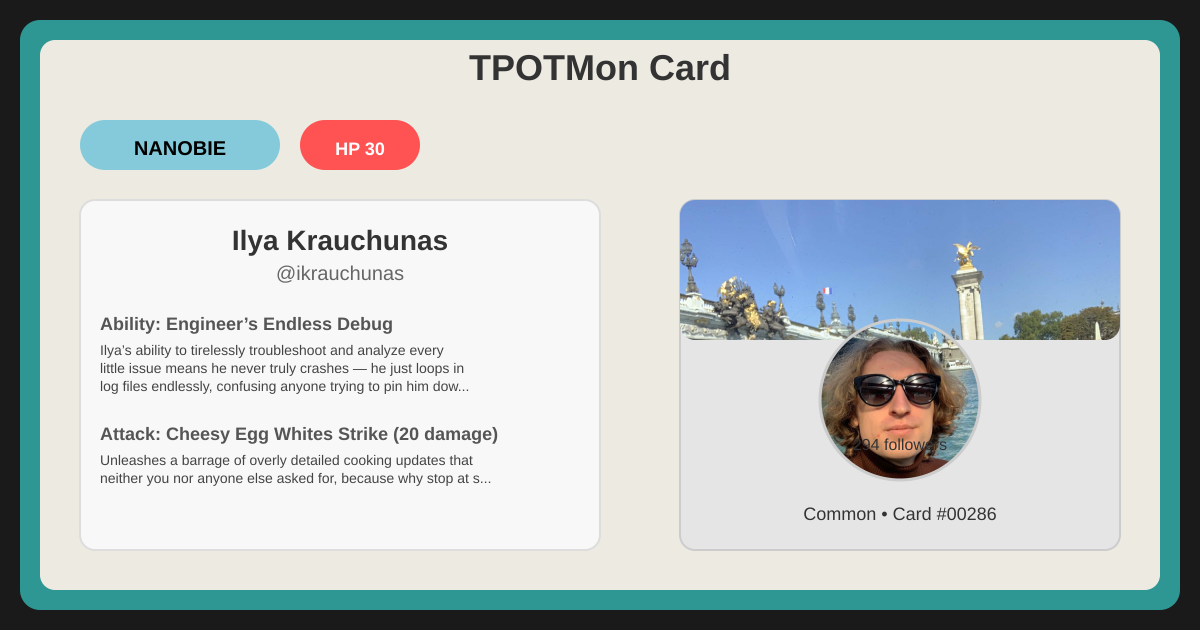 TPOTMon Card
NANOBIE
HP 30
Ilya Krauchunas
@ikrauchunas
Ability: Engineer’s Endless Debug
Ilya’s ability to tirelessly troubleshoot and analyze every
little issue means he never truly crashes — he just loops in
log files endlessly, confusing anyone trying to pin him dow...
Attack: Cheesy Egg Whites Strike (20 damage)
Unleashes a barrage of overly detailed cooking updates that
neither you nor anyone else asked for, because why stop at s...
294 followers
Common • Card #00286